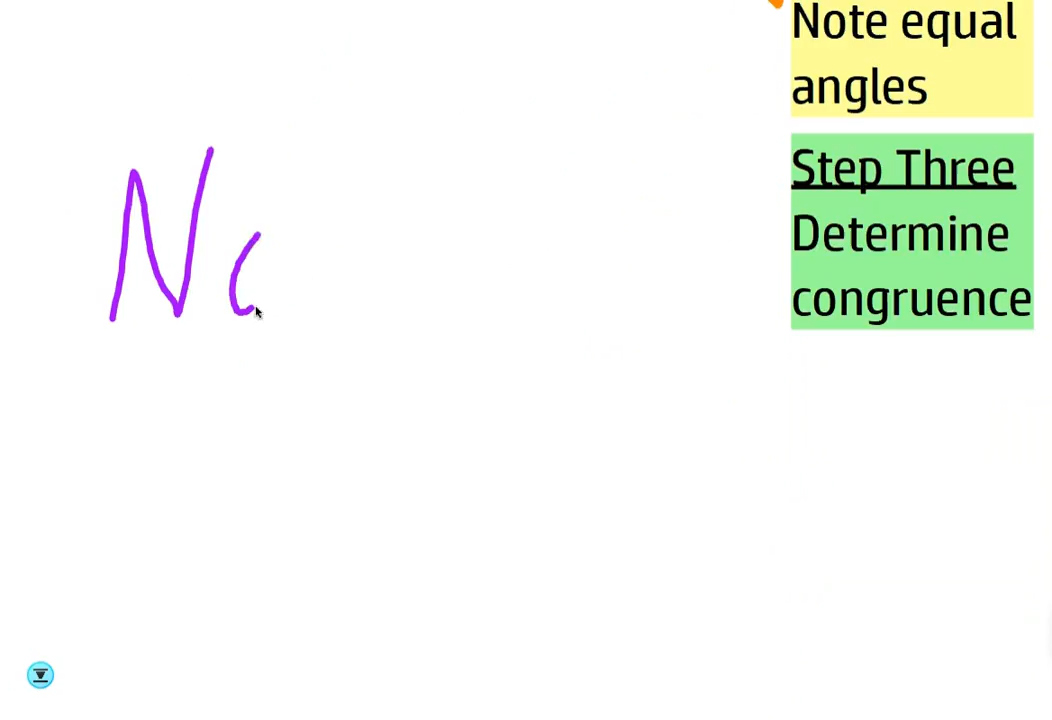 Note equal
angles
Step Three
Determine
congruence